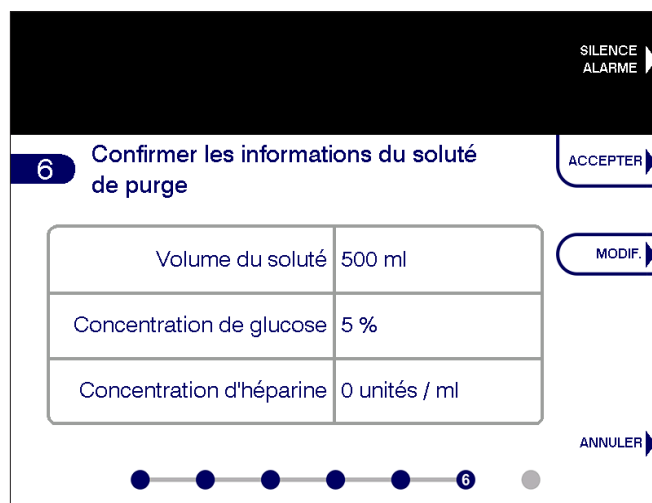 SILENCE
ALARME
6
Confirmer les informations du soluté
de purge
ACCEPTER
Volume du soluté 500 ml
MODIF.
Concentration de glucose 5 %
Concentration d'héparine 0 unités / ml
ANNULER
6